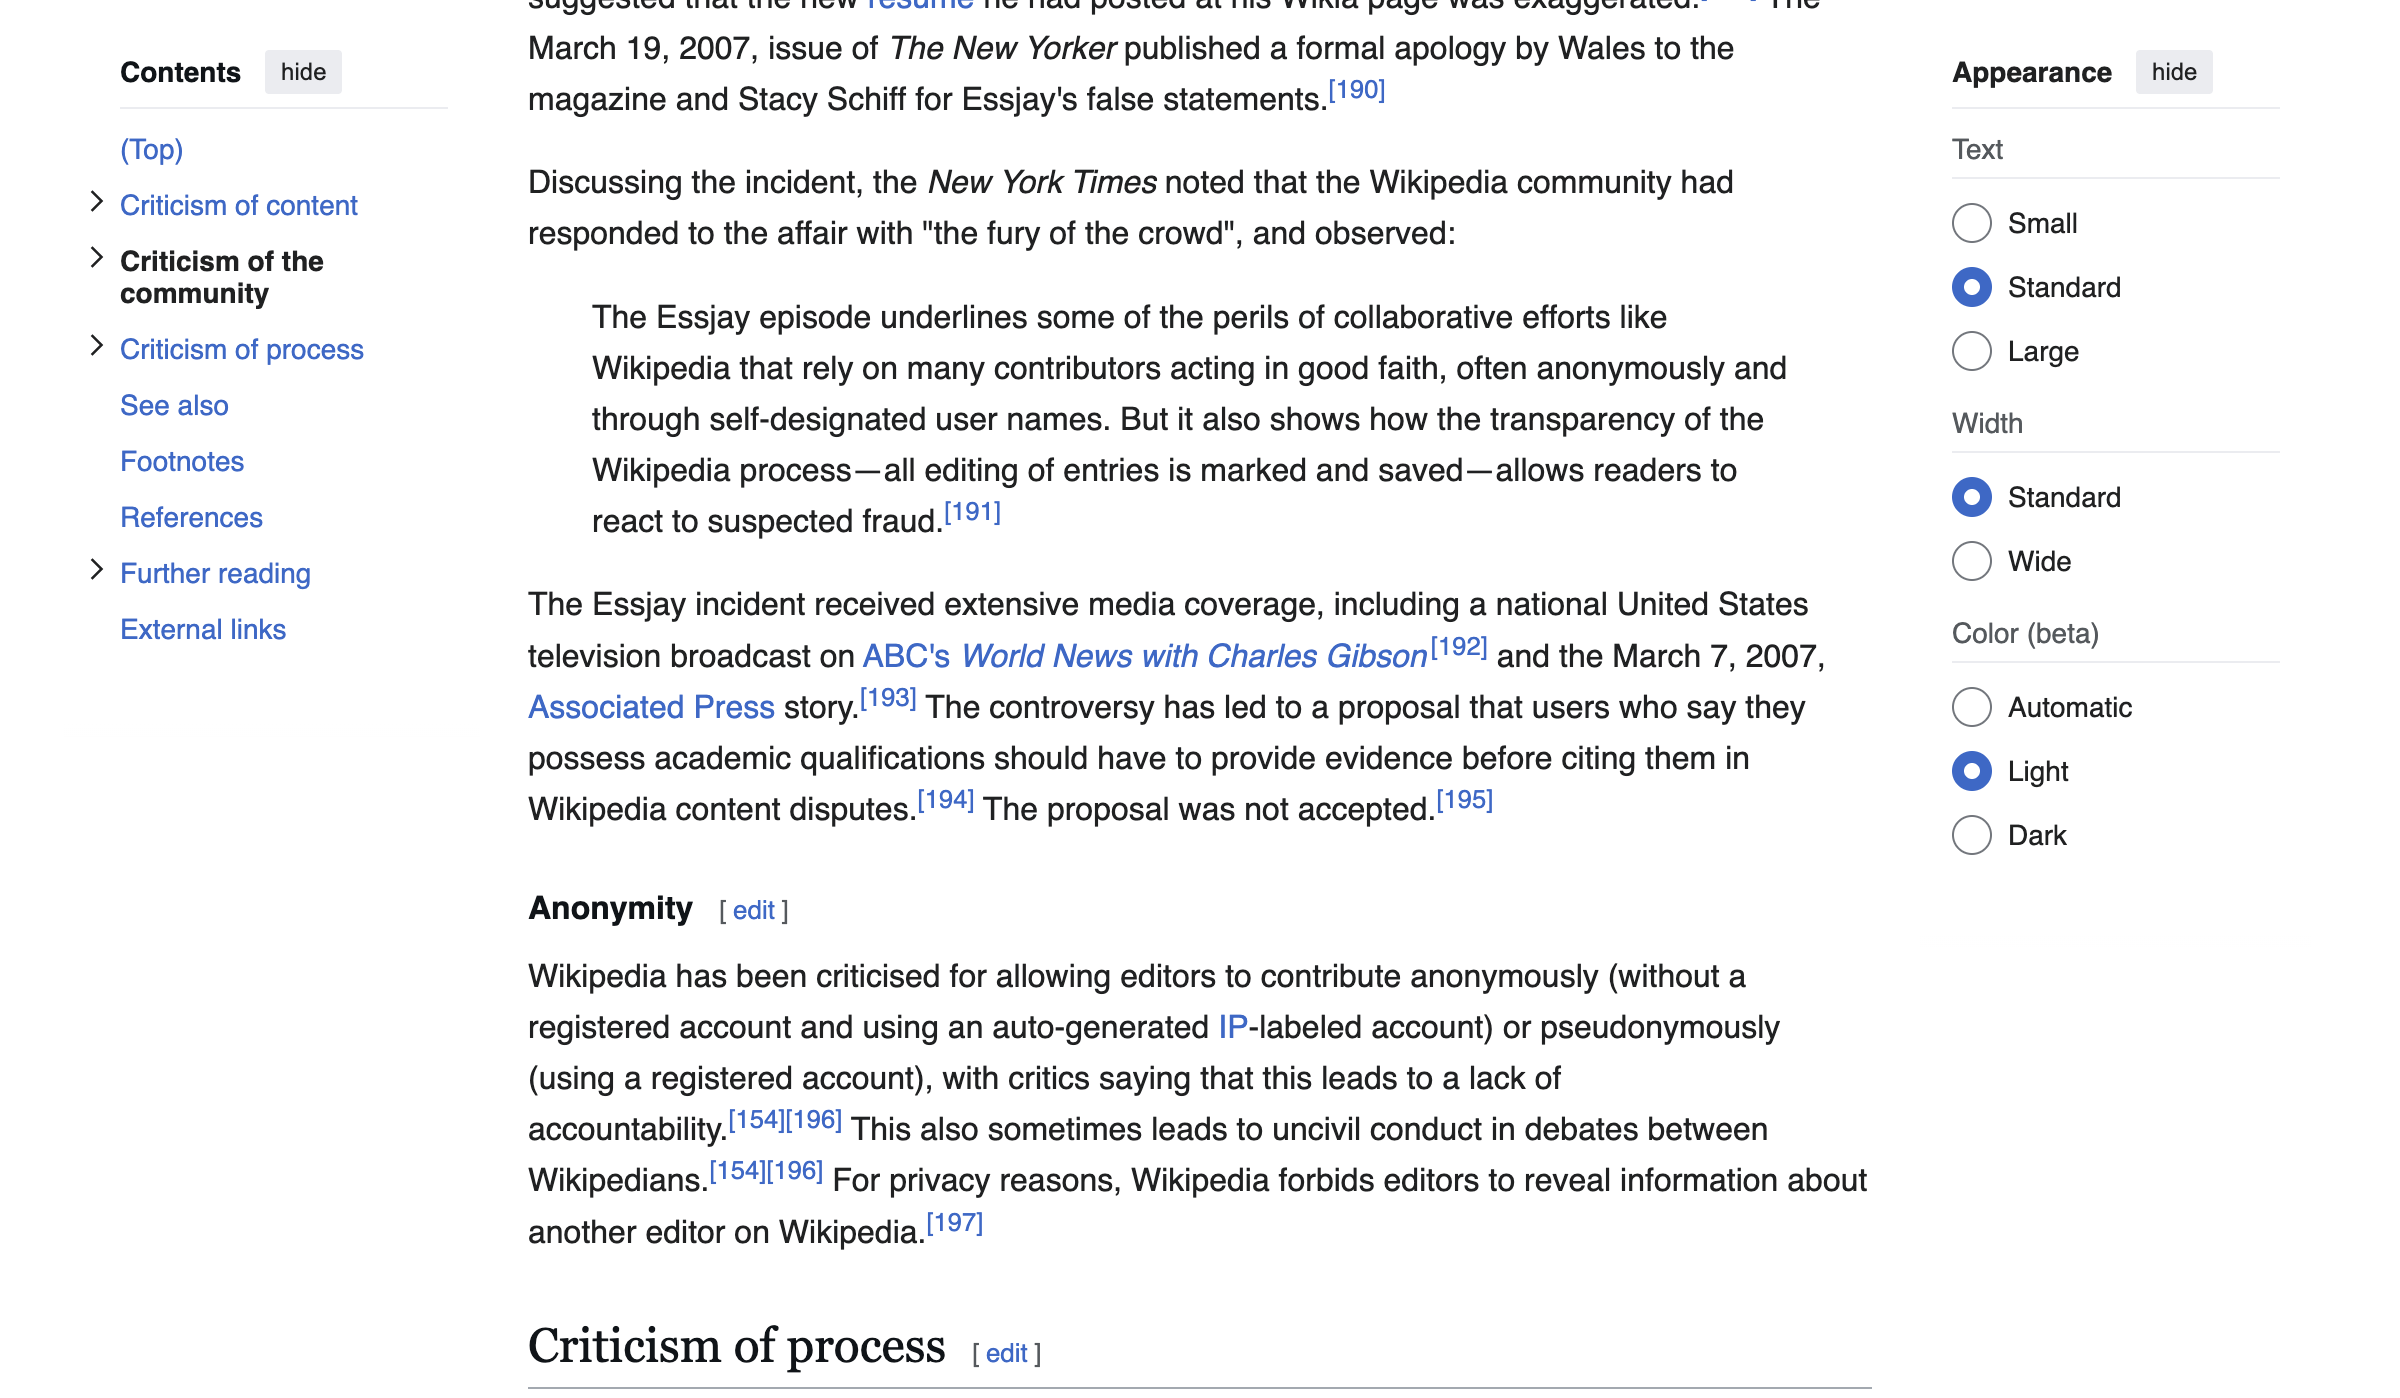 suggested that the new resume he had posted at his Wikia page was exaggerated. The
Contents hide
(Top)
Criticism of content
Criticism of the
community
Criticism of process
See also
Footnotes
References
Further reading
External links
March 19, 2007, issue of The New Yorker published a formal apology by Wales to the
magazine and Stacy Schiff for Essjay's false statements.[190]
Discussing the incident, the New York Times noted that the Wikipedia community had
responded to the affair with "the fury of the crowd", and observed:
The Essjay episode underlines some of the perils of collaborative efforts like
Wikipedia that rely on many contributors acting in good faith, often anonymously and
through self-designated user names. But it also shows how the transparency of the
Wikipedia process—all editing of entries is marked and saved—allows readers to
react to suspected fraud.[191]
The Essjay incident received extensive media coverage, including a national United States
television broadcast on ABC's World News with Charles Gibson[192] and the March 7, 2007,
Associated Press story.[193] The controversy has led to a proposal that users who say they
possess academic qualifications should have to provide evidence before citing them in
Wikipedia content disputes.[194] The proposal was not accepted.[195]
Anonymity [ edit ]
Wikipedia has been criticised for allowing editors to contribute anonymously (without a
registered account and using an auto-generated IP-labeled account) or pseudonymously
(using a registered account), with critics saying that this leads to a lack of
accountability.[154][196] This also sometimes leads to uncivil conduct in debates between
Wikipedians.[154][196] For privacy reasons, Wikipedia forbids editors to reveal information about
another editor on Wikipedia.[197]
Criticism of process [ edit ]
Appearance hide
Text
Small
Standard
Large
Width
Standard
Wide
Color (beta)
Automatic
Light
Dark